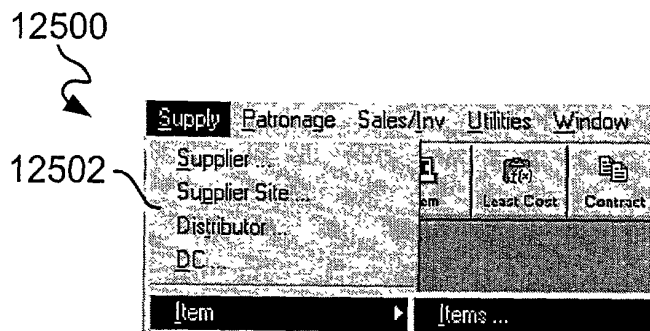 12500
Supply Patronage Sales/Inv Utilities Window
12502
Supplier ...
Supplier Site ...
Distributor ...
DC ...
Least Cost Contract
Item Items ...